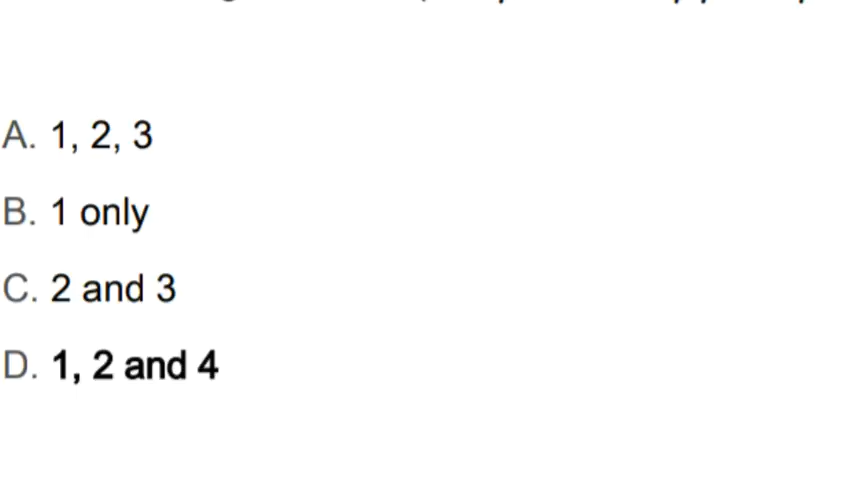 A. 1, 2, 3
B. 1 only
C. 2 and 3
D. 1, 2 and 4